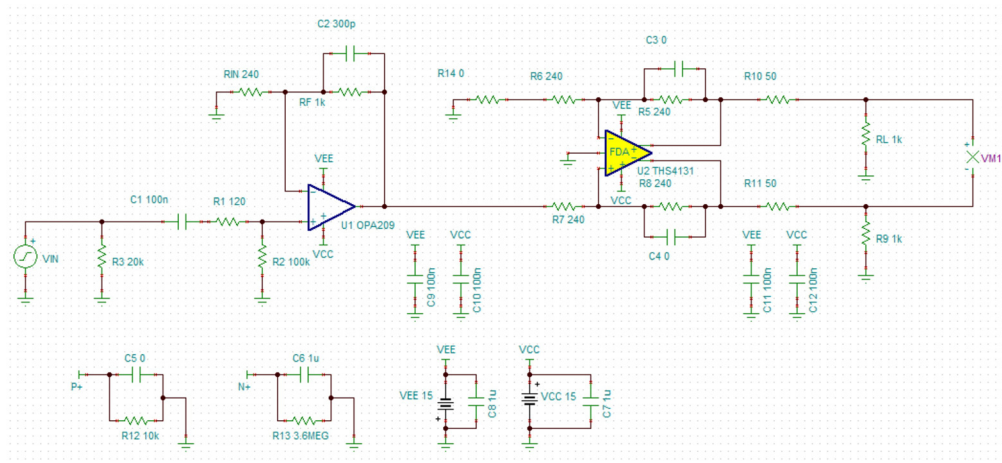 C2 300p
RIN 240
RF 1k
VEE
C1 100n
R1 120
U1 OPA209
VCC
VIN
R3 20k
R2 100k
VEE
VCC
C9 100n
C10 100n
C3 0
R14 0
R6 240
R10 50
R5 240
VEE
FDA
U2 THS4131
VCC
R8 240
R7 240
R11 50
C4 0
RL 1k
VM1
R9 1k
VEE
VCC
C11 100n
C12 100n
C5 0
P+
R12 10k
C6 1u
N+
R13 3.6MEG
VEE
VEE 15
C8 1u
VCC
VCC 15
C7 1u